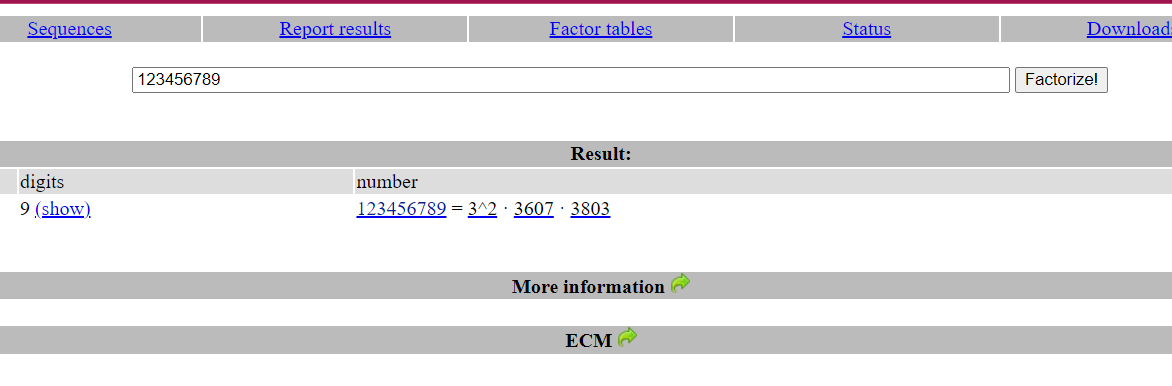 Sequences Report results Factor tables Status Download
123456789 Factorize!
Result:
digits number
9 (show) 123456789 = 3^2 · 3607 · 3803
More information
ECM